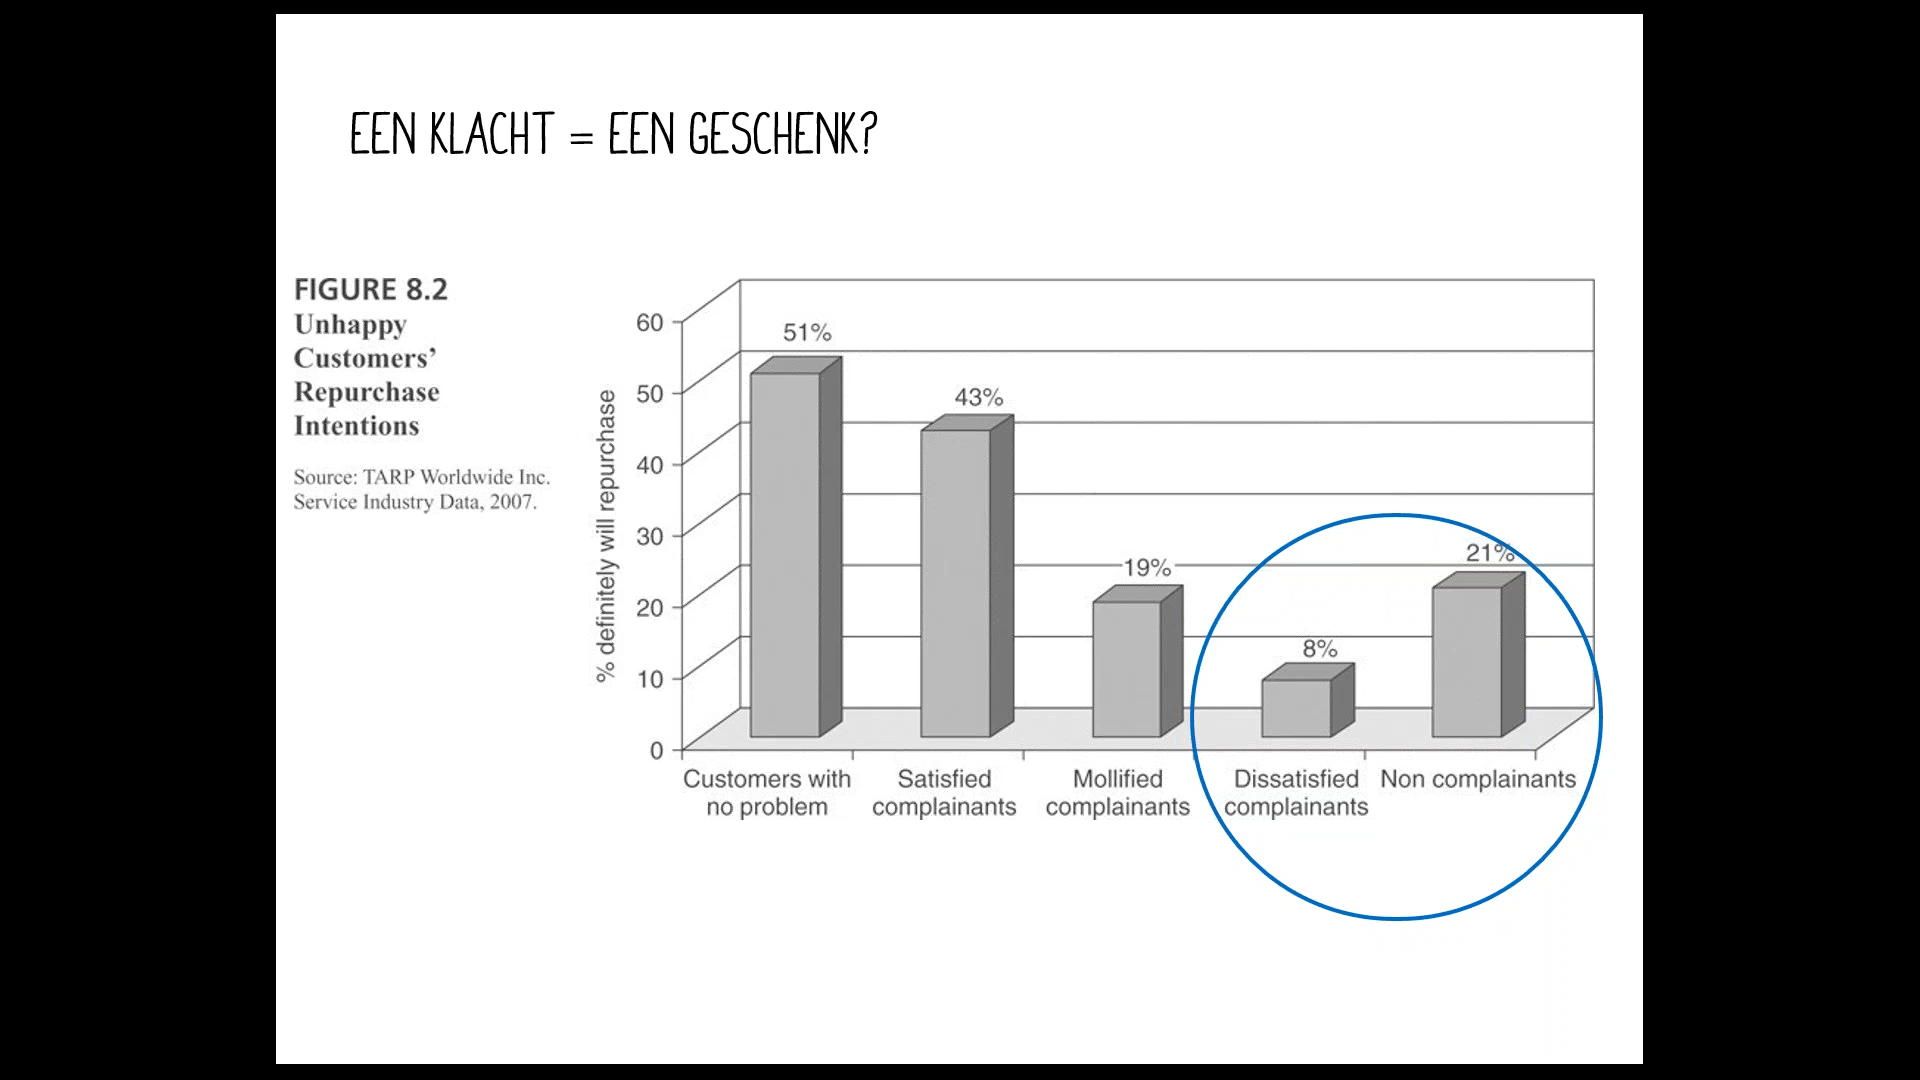 EEN KLACHT = EEN GESCHENK?
FIGURE 8.2
Unhappy
Customers’
Repurchase
Intentions
Source: TARP Worldwide Inc.
Service Industry Data, 2007.
% definitely will repurchase
60
50
40
30
20
10
0
51%
43%
19%
8%
21%
Customers with
no problem
Satisfied
complainants
Mollified
complainants
Dissatisfied
complainants
Non complainants